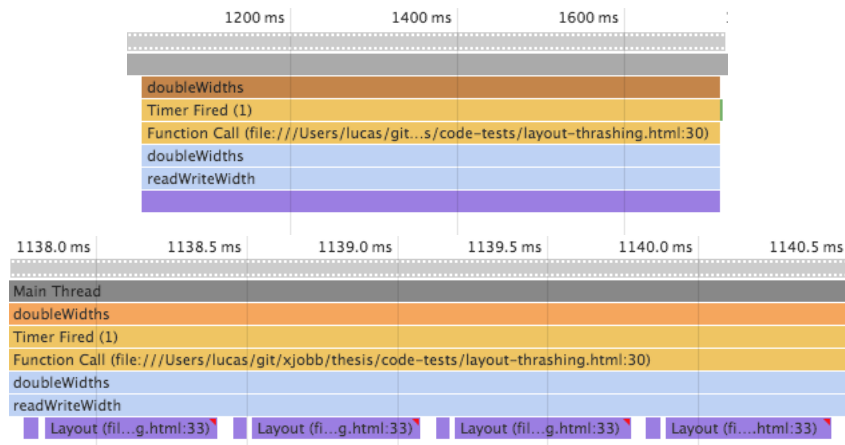 1200 ms 1400 ms 1600 ms
doubleWidths
Timer Fired (1)
Function Call (file:///Users/lucas/git...s/code-tests/layout-thrashing.html:30)
doubleWidths
readWriteWidth
1138.0 ms 1138.5 ms 1139.0 ms 1139.5 ms 1140.0 ms 1140.5 ms
Main Thread
doubleWidths
Timer Fired (1)
Function Call (file:///Users/lucas/git/xjobb/thesis/code-tests/layout-thrashing.html:30)
doubleWidths
readWriteWidth
Layout (fil...g.html:33) Layout (fi...g.html:33) Layout (fil...g.html:33) Layout (fi....html:33)